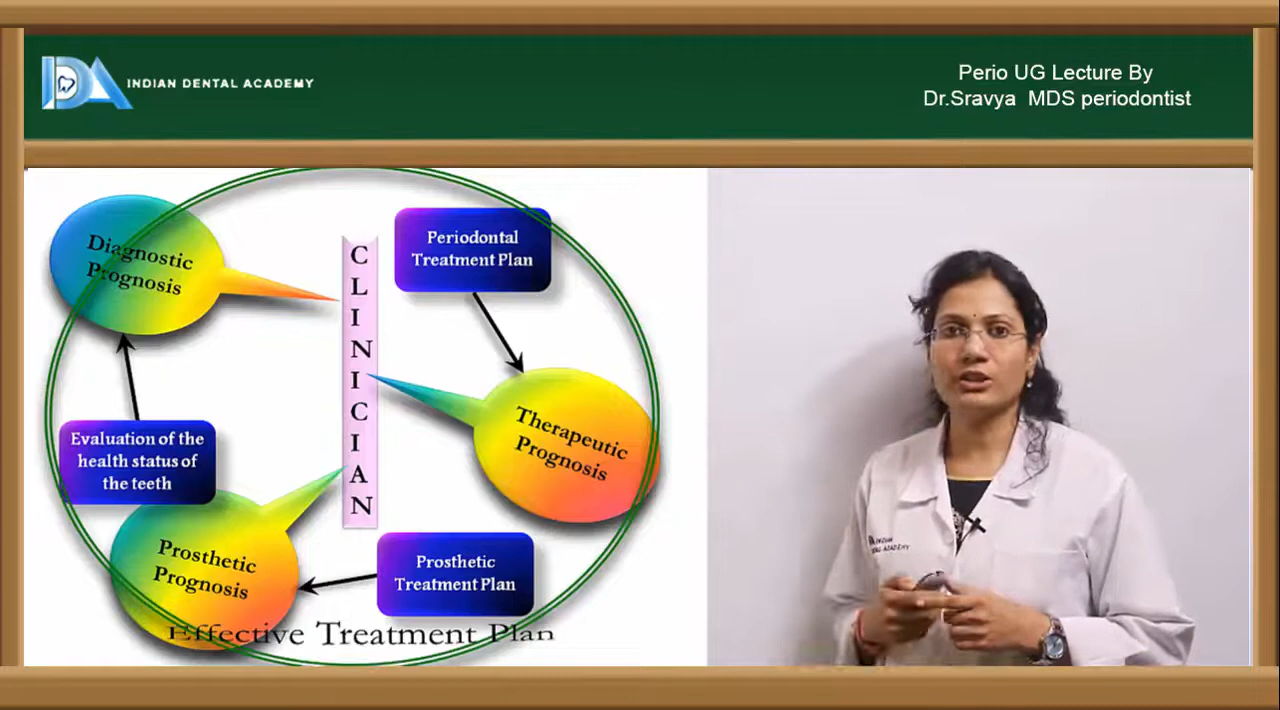 INDIAN DENTAL ACADEMY
Perio UG Lecture By
Dr.Sravya MDS periodontist
Diagnostic
Prognosis
CLINICIAN
Periodontal
Treatment Plan
Therapeutic
Prognosis
Evaluation of the
health status of
the teeth
Prosthetic
Prognosis
Prosthetic
Treatment Plan
Effective Treatment Plan